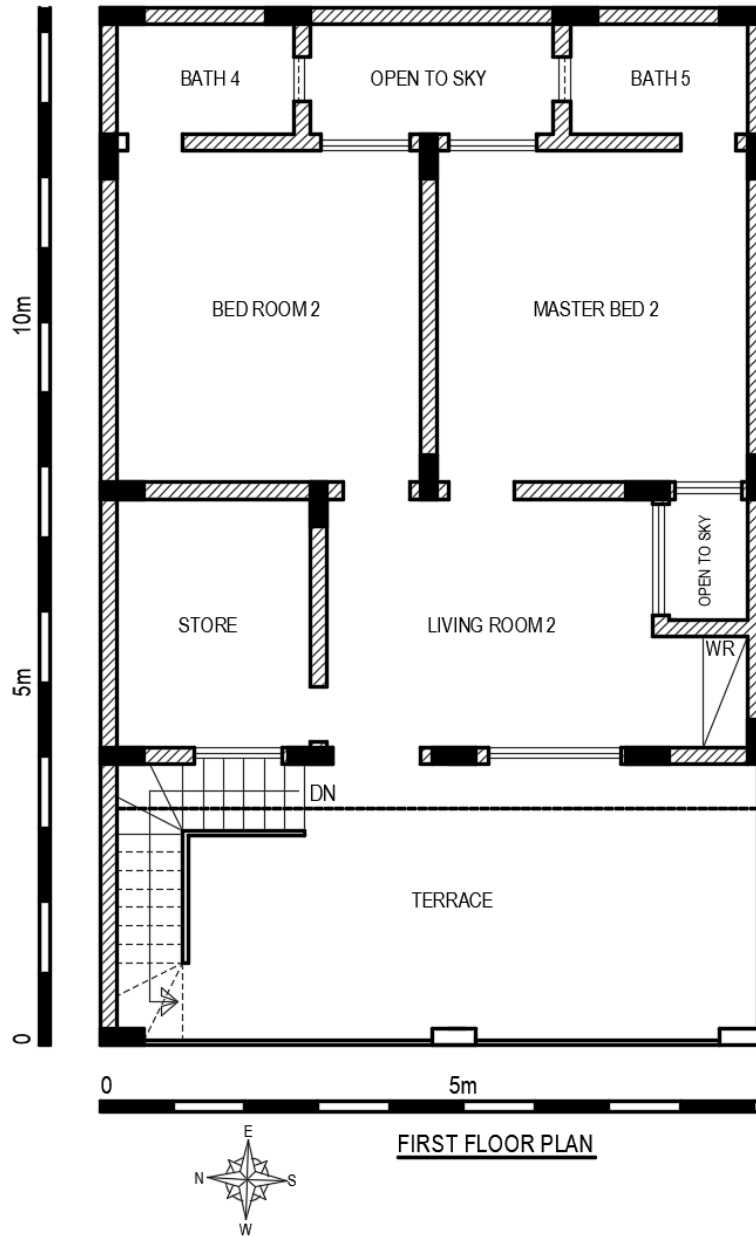 BATH 4
OPEN TO SKY
BATH 5
10m
BED ROOM 2
MASTER BED 2
OPEN TO SKY
STORE
LIVING ROOM 2
WR
5m
DN
TERRACE
0
0
5m
FIRST FLOOR PLAN
E
N
S
W